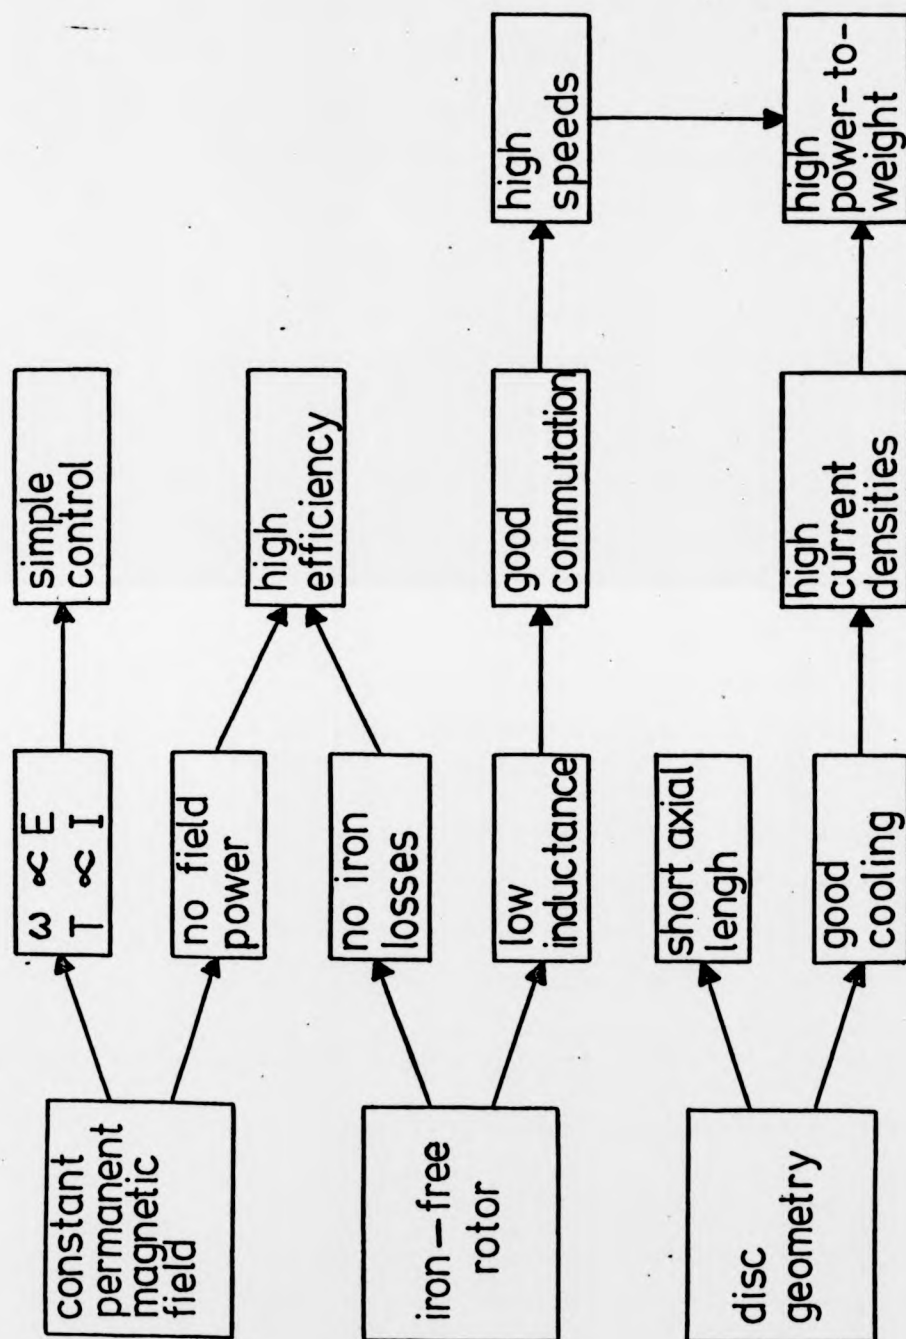 constant
permanent
magnetic
field
iron—free
rotor
disc
geometry
ω ∝ E
T ∝ I
no field
power
no iron
losses
low
inductance
short axial
lengh
good
cooling
simple
control
high
efficiency
good
commutation
high
current
densities
high
speeds
high
power-to-
weight